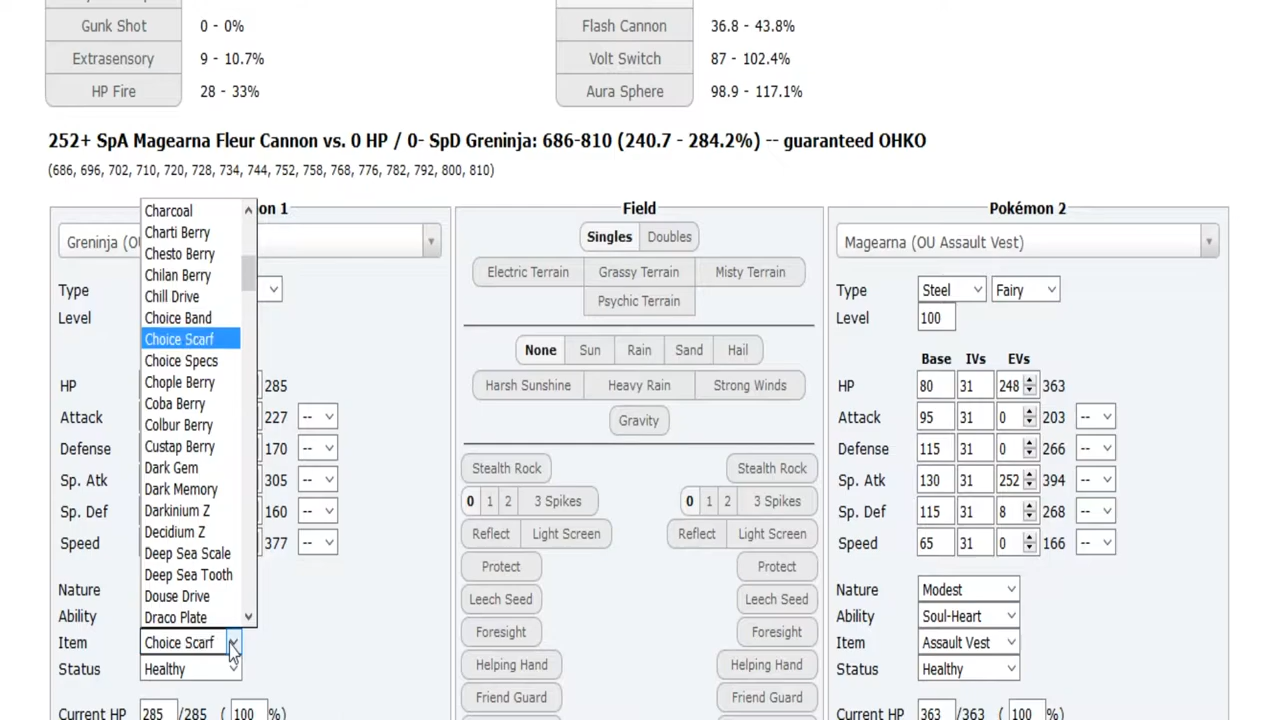 Gunk Shot 0 - 0% Flash Cannon 36.8 - 43.8%
Extrasensory 9 - 10.7% Volt Switch 87 - 102.4%
HP Fire 28 - 33% Aura Sphere 98.9 - 117.1%
252+ SpA Magearna Fleur Cannon vs. 0 HP / 0- SpD Greninja: 686-810 (240.7 - 284.2%) -- guaranteed OHKO
(686, 696, 702, 710, 720, 728, 734, 744, 752, 758, 768, 776, 782, 792, 800, 810)
on 1
Greninja (OU
Type
Level
HP 285
Attack 227 --
Defense 170 --
Sp. Atk 305 --
Sp. Def 160 --
Speed 377 --
Nature
Ability
Item Choice Scarf
Status Healthy
Current HP 285 /285 ( 100 %)
Charcoal
Charti Berry
Chesto Berry
Chilan Berry
Chill Drive
Choice Band
Choice Scarf
Choice Specs
Chople Berry
Coba Berry
Colbur Berry
Custap Berry
Dark Gem
Dark Memory
Darkinium Z
Decidium Z
Deep Sea Scale
Deep Sea Tooth
Douse Drive
Draco Plate
Field
Singles Doubles
Electric Terrain Grassy Terrain Misty Terrain
Psychic Terrain
None Sun Rain Sand Hail
Harsh Sunshine Heavy Rain Strong Winds
Gravity
Stealth Rock Stealth Rock
0 1 2 3 Spikes 0 1 2 3 Spikes
Reflect Light Screen Reflect Light Screen
Protect Protect
Leech Seed Leech Seed
Foresight Foresight
Helping Hand Helping Hand
Friend Guard Friend Guard
Pokémon 2
Magearna (OU Assault Vest)
Type Steel Fairy
Level 100
Base IVs EVs
HP 80 31 248 363
Attack 95 31 0 203 --
Defense 115 31 0 266 --
Sp. Atk 130 31 252 394 --
Sp. Def 115 31 8 268 --
Speed 65 31 0 166 --
Nature Modest
Ability Soul-Heart
Item Assault Vest
Status Healthy
Current HP 363 /363 ( 100 %)